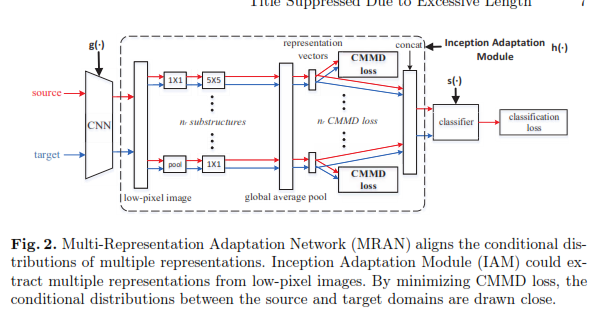 Title Suppressed Due to Excessive Length 7
g(·)
representation
vectors
concat
Inception Adaptation
Module
h(·)
CMMD
loss
1X1
5X5
s(·)
source
CNN
target
n_r substructures
n_r CMMD loss
classifier
classification
loss
pool
1X1
CMMD
loss
low-pixel image
global average pool
Fig. 2. Multi-Representation Adaptation Network (MRAN) aligns the conditional dis-
tributions of multiple representations. Inception Adaptation Module (IAM) could ex-
tract multiple representations from low-pixel images. By minimizing CMMD loss, the
conditional distributions between the source and target domains are drawn close.